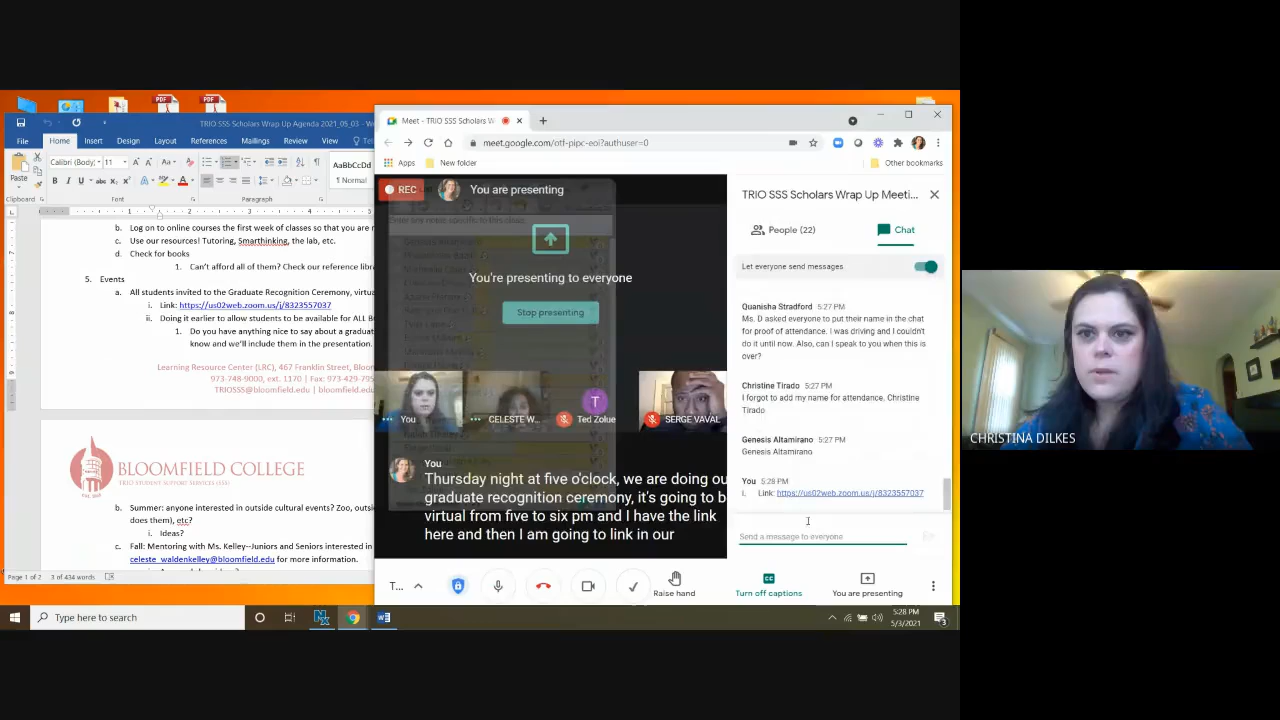 TRIO SSS Scholars Wrap Up Agenda 2021_05_03 - W
File Home Insert Design Layout References Mailings Review View
Calibri (Body) 11
AaBbCcDd
¶ Normal
Clipboard Font Paragraph
Paste
b. Log on to online courses the first week of classes so that you are
c. Use our resources! Tutoring, Smarthinking, the lab, etc.
d. Check for books
1. Can't afford all of them? Check our reference libra
5. Events
a. All students invited to the Graduate Recognition Ceremony, virtua
i. Link: https://us02web.zoom.us/j/8323557037
ii. Doing it earlier to allow students to be available for ALL B
1. Do you have anything nice to say about a gradua
know and we'll include them in the presentation.
Learning Resource Center (LRC), 467 Franklin Street, Bloom
973-748-9000, ext. 1170 | Fax: 973-429-
TRIOSSS@bloomfield.edu | bloomfield.
BLOOMFIELD COLLEGE
TRIO STUDENT SUPPORT SERVICES (SSS)
b. Summer: anyone interested in outside cultural events? Zoo, outsid
does them), etc?
i. Ideas?
c. Fall: Mentoring with Ms. Kelley--Juniors and Seniors interested in
celeste_waldenkelley@bloomfield.edu for more information.
Page 1 of 2 3 of 434 words
Meet - TRIO SSS Scholars W
meet.google.com/otf-pipc-eoi?authuser=0
Apps New folder Other bookmarks
REC You are presenting
You're presenting to everyone
Stop presenting
You CELESTE W... Ted Zolue SERGE VAVAL
T
You
Thursday night at five o'clock, we are doing ou
graduate recognition ceremony, it's going to b
virtual from five to six pm and I have the link
here and then I am going to link in our
TRIO SSS Scholars Wrap Up Meeti...
People (22) Chat
Let everyone send messages
Quanisha Stradford 5:27 PM
Ms. D asked everyone to put their name in the chat
for proof of attendance. I was driving and I couldn't
do it until now. Also, can I speak to you when this is
over?
Christine Tirado 5:27 PM
I forgot to add my name for attendance. Christine
Tirado
Genesis Altamirano 5:27 PM
Genesis Altamirano
You 5:28 PM
i. Link: https://us02web.zoom.us/j/8323557037
Send a message to everyone
T... Raise hand Turn off captions You are presenting
Type here to search
5:28 PM
5/3/2021
CHRISTINA DILKES